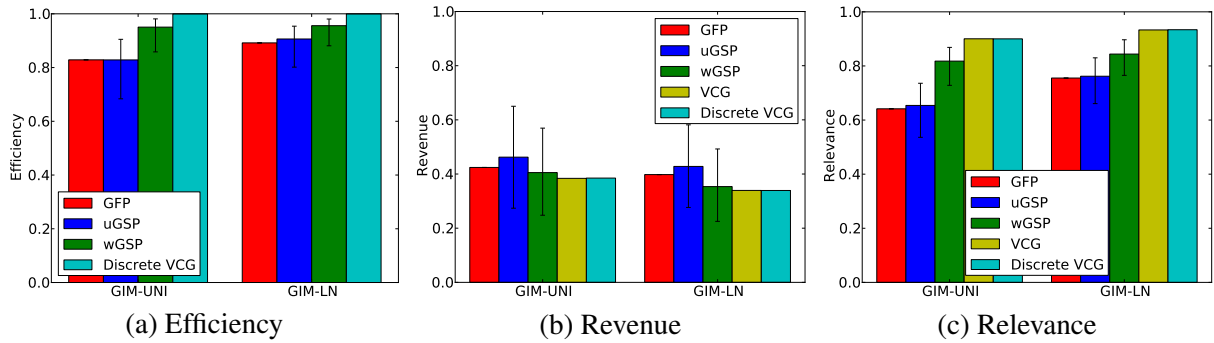 1.0
0.8
0.6
0.4
0.2
0.0
Efficiency
GFP
uGSP
wGSP
Discrete VCG
GIM-UNI
GIM-LN
(a) Efficiency
1.0
0.8
0.6
0.4
0.2
0.0
Revenue
GFP
uGSP
wGSP
VCG
Discrete VCG
GIM-UNI
GIM-LN
(b) Revenue
1.0
0.8
0.6
0.4
0.2
0.0
Relevance
GFP
uGSP
wGSP
VCG
Discrete VCG
GIM-UNI
GIM-LN
(c) Relevance